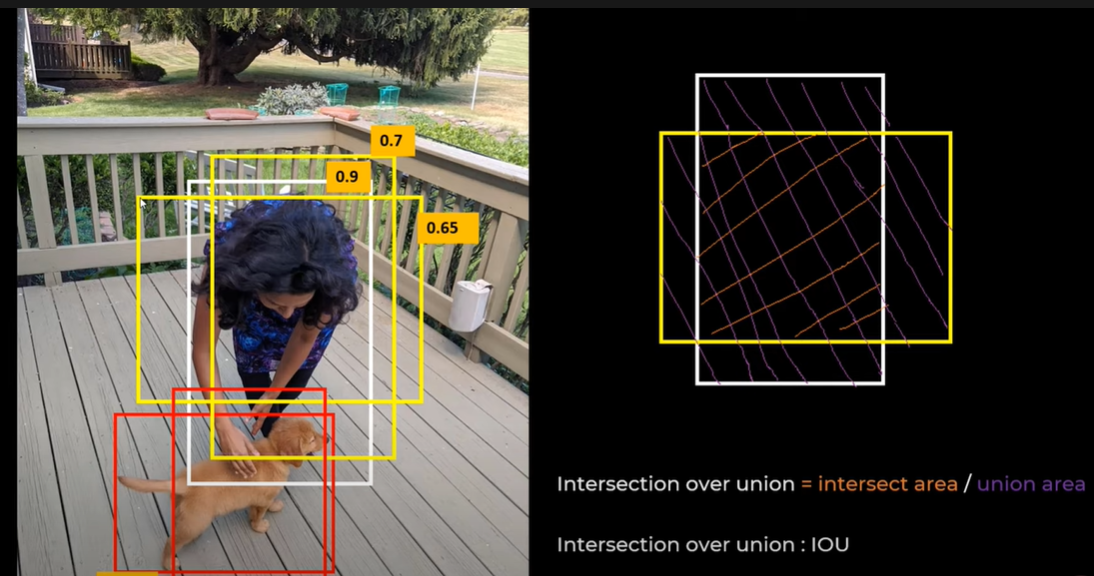 0.7
0.9
0.65
Intersection over union = intersect area / union area
Intersection over union : IOU